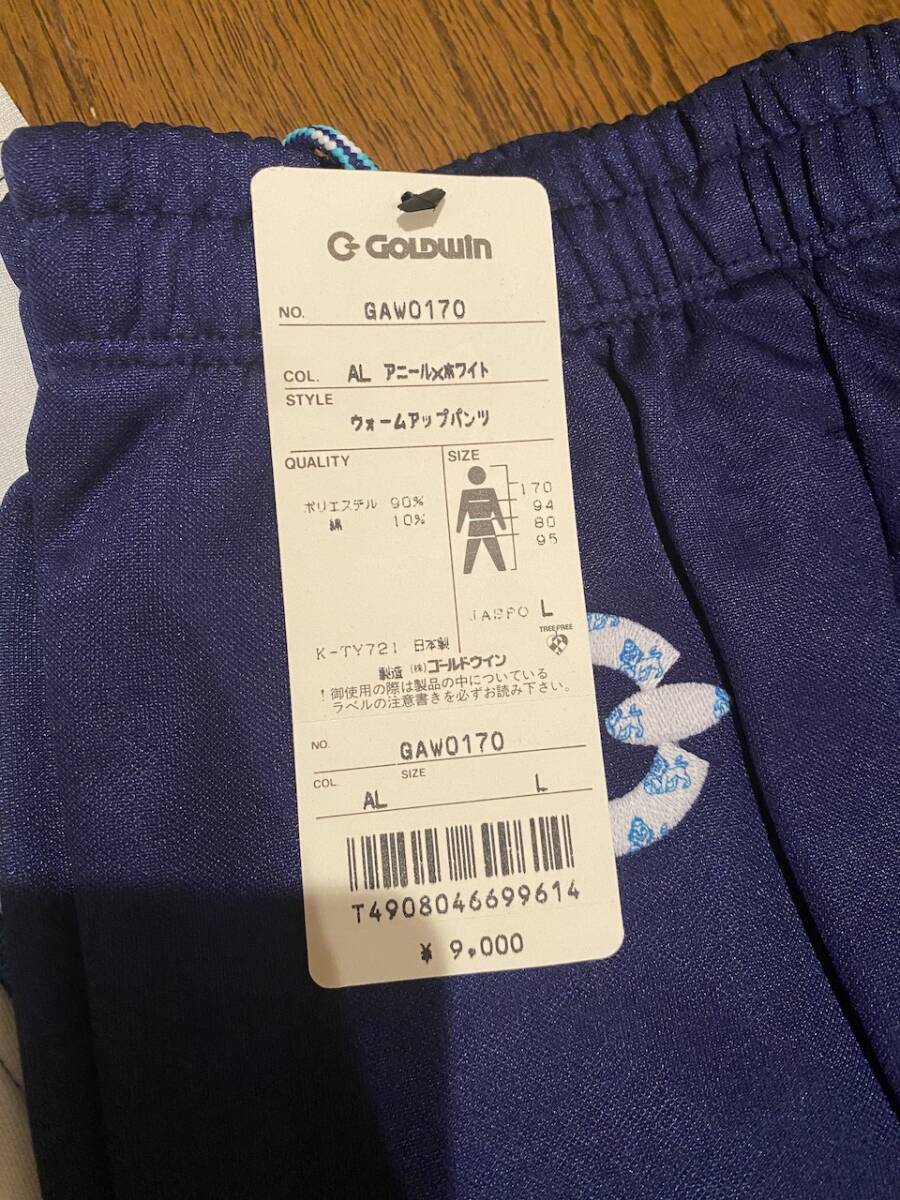 GOLDWIN
NO. GAW0170
COL. AL アニール×ホワイト
STYLE
ウォームアップパンツ
QUALITY
ポリエステル 90%
綿 10%
SIZE
170
94
80
95
JASPO L
TREE FREE
K-TY721 日本製
製造 (株)ゴールドウイン
！御使用の際は製品の中についている
ラベルの注意書きを必ずお読み下さい。
NO. GAW0170
COL. AL
SIZE L
T4908046699614
¥ 9,000